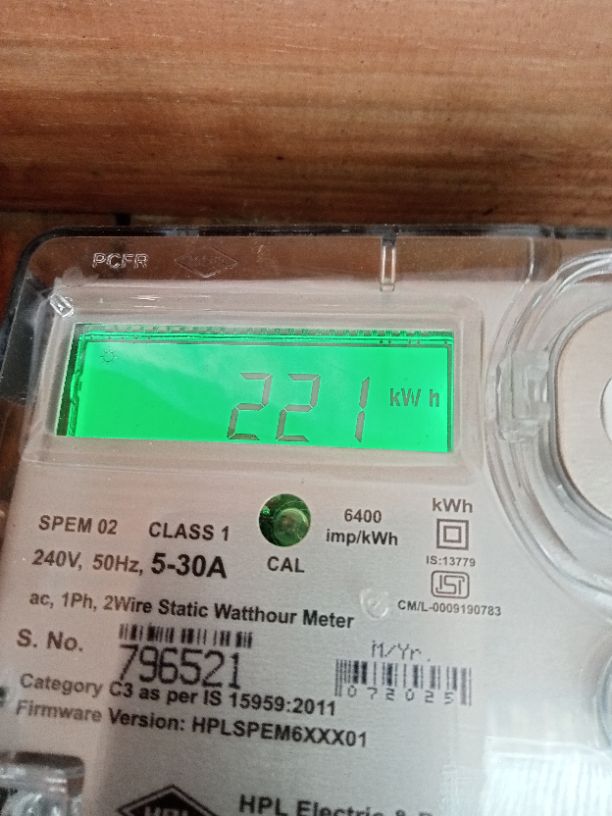 PCFR
221 kWh
SPEM 02 CLASS 1 6400 imp/kWh kWh
240V, 50Hz, 5-30A CAL IS:13779
ac, 1Ph, 2Wire Static Watthour Meter CM/L-0009190783
S. No. 796521 M/Yr. 072025
Category C3 as per IS 15959:2011
Firmware Version: HPLSPEM6XXX01
HPL HPL Electric &